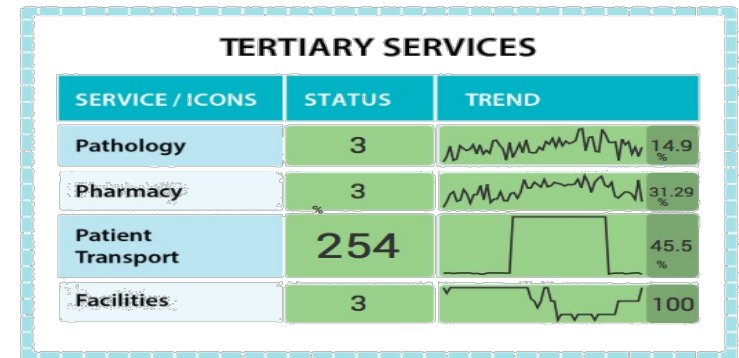 TERTIARY SERVICES
SERVICE / ICONS STATUS TREND
Pathology 3 14.9 %
Pharmacy 3 % 31.29 %
Patient Transport 254 45.5 %
Facilities 3 100